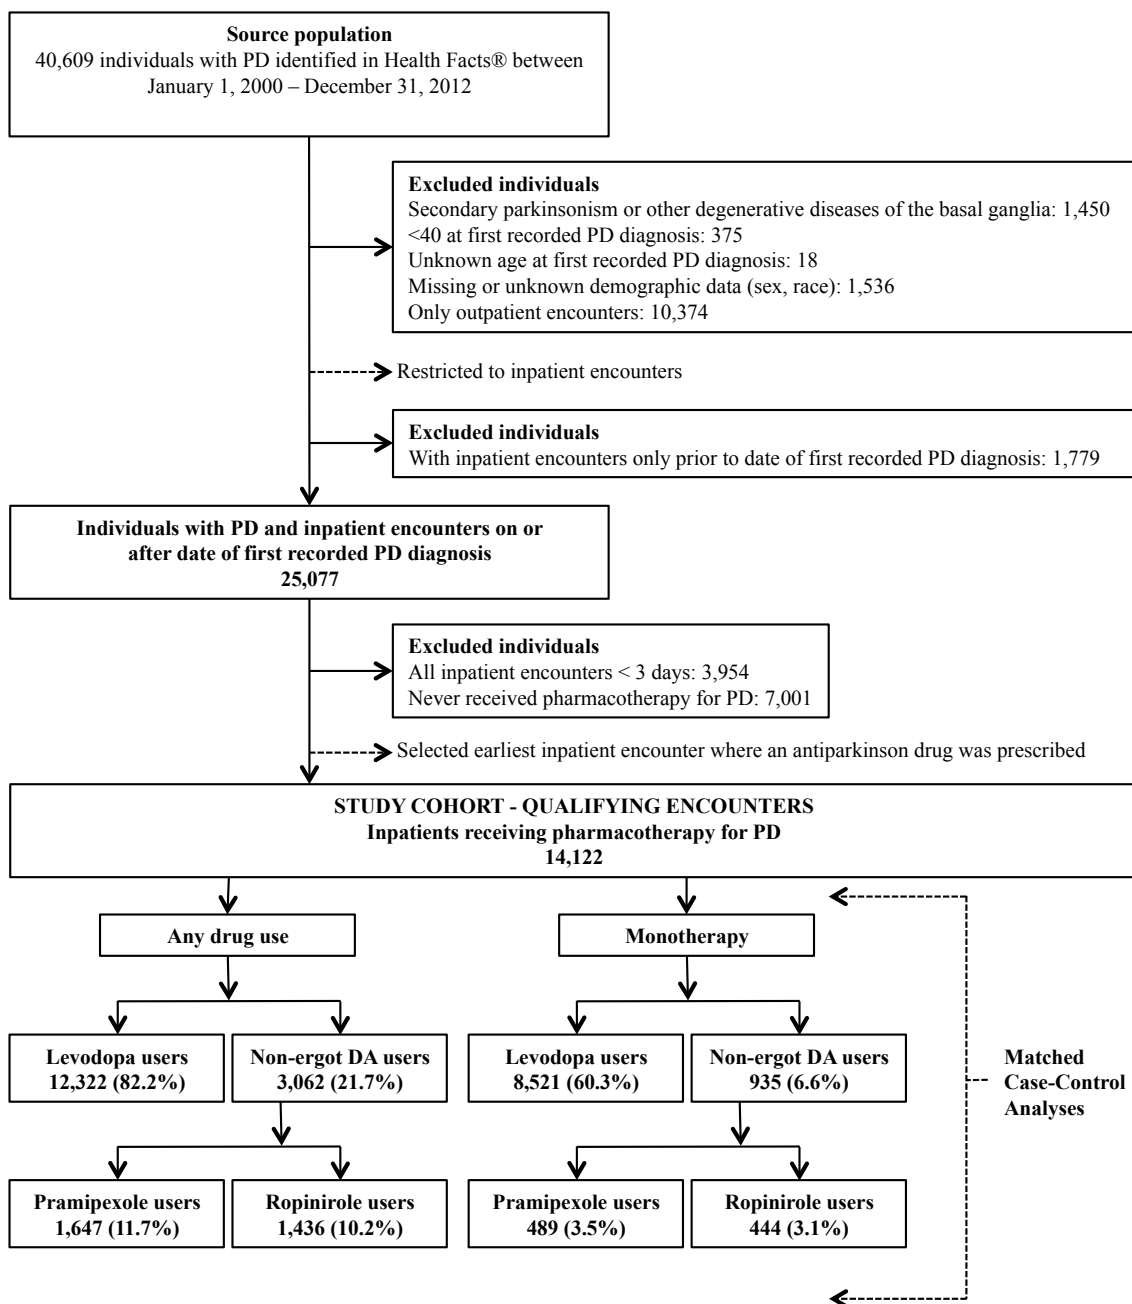 Source population
40,609 individuals with PD identified in Health Facts® between
January 1, 2000 – December 31, 2012
Excluded individuals
Secondary parkinsonism or other degenerative diseases of the basal ganglia: 1,450
<40 at first recorded PD diagnosis: 375
Unknown age at first recorded PD diagnosis: 18
Missing or unknown demographic data (sex, race): 1,536
Only outpatient encounters: 10,374
Restricted to inpatient encounters
Excluded individuals
With inpatient encounters only prior to date of first recorded PD diagnosis: 1,779
Individuals with PD and inpatient encounters on or
after date of first recorded PD diagnosis
25,077
Excluded individuals
All inpatient encounters < 3 days: 3,954
Never received pharmacotherapy for PD: 7,001
Selected earliest inpatient encounter where an antiparkinson drug was prescribed
STUDY COHORT - QUALIFYING ENCOUNTERS
Inpatients receiving pharmacotherapy for PD
14,122
Any drug use
Monotherapy
Levodopa users
12,322 (82.2%)
Non-ergot DA users
3,062 (21.7%)
Levodopa users
8,521 (60.3%)
Non-ergot DA users
935 (6.6%)
Matched
Case-Control
Analyses
Pramipexole users
1,647 (11.7%)
Ropinirole users
1,436 (10.2%)
Pramipexole users
489 (3.5%)
Ropinirole users
444 (3.1%)